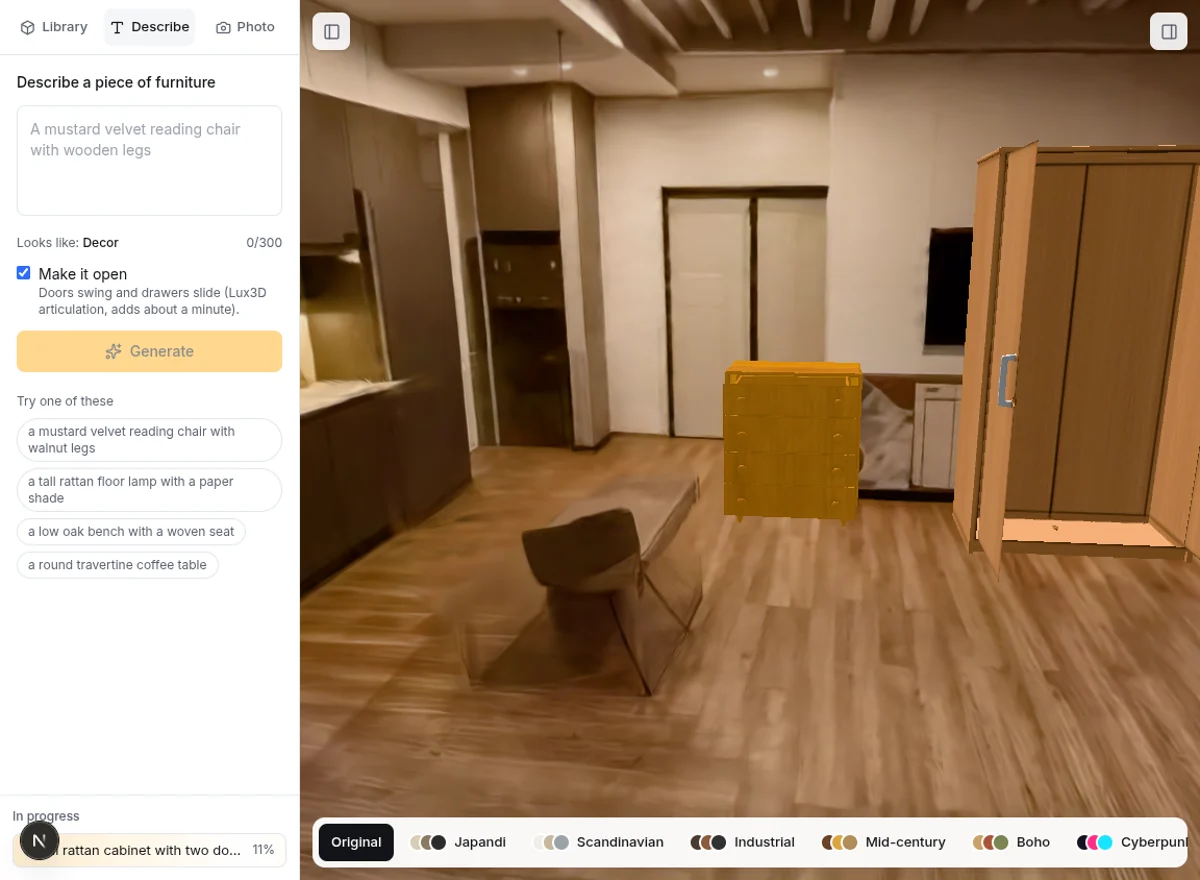 Library
Describe
Photo
Describe a piece of furniture
A mustard velvet reading chair
with wooden legs
Looks like: Decor
0/300
Make it open
Doors swing and drawers slide (Lux3D
articulation, adds about a minute).
Generate
Try one of these
a mustard velvet reading chair with
walnut legs
a tall rattan floor lamp with a paper
shade
a low oak bench with a woven seat
a round travertine coffee table
In progress
N
rattan cabinet with two do...
11%
Original
Japandi
Scandinavian
Industrial
Mid-century
Boho
Cyberpun